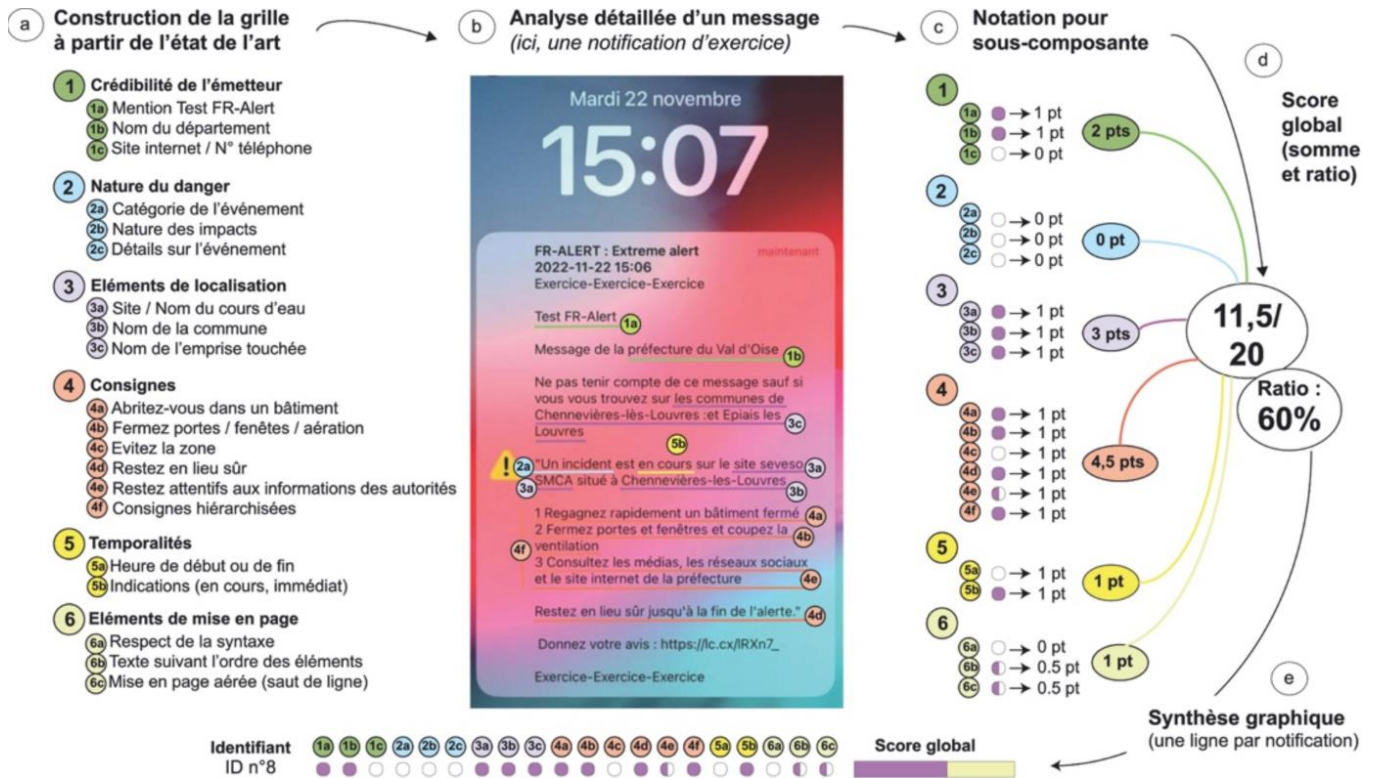 a
Construction de la grille
à partir de l'état de l'art
1 Crédibilité de l'émetteur
1a Mention Test FR-Alert
1b Nom du département
1c Site internet / N° téléphone
2 Nature du danger
2a Catégorie de l'événement
2b Nature des impacts
2c Détails sur l'événement
3 Eléments de localisation
3a Site / Nom du cours d'eau
3b Nom de la commune
3c Nom de l'emprise touchée
4 Consignes
4a Abritez-vous dans un bâtiment
4b Fermez portes / fenêtes / aération
4c Evitez la zone
4d Restez en lieu sûr
4e Restez attentifs aux informations des autorités
4f Consignes hiérarchisées
5 Temporalités
5a Heure de début ou de fin
5b Indications (en cours, immédiat)
6 Eléments de mise en page
6a Respect de la syntaxe
6b Texte suivant l'ordre des éléments
6c Mise en page aérée (saut de ligne)
b
Analyse détaillée d'un message
(ici, une notification d'exercice)
Mardi 22 novembre
15:07
FR-ALERT : Extreme alert maintenant
2022-11-22 15:06
Exercice-Exercice-Exercice
Test FR-Alert 1a
Message de la préfecture du Val d'Oise 1b
Ne pas tenir compte de ce message sauf si
vous vous trouvez sur les communes de
Chennevières-lès-Louvres :et Epiais les 3c
Louvres
5b
! 2a "Un incident est en cours sur le site seveso 3a
3a SMCA situé à Chennevières-les-Louvres 3b
1 Regagnez rapidement un bâtiment fermé 4a
2 Fermez portes et fenêtres et coupez la 4b
4f ventilation
3 Consultez les médias, les réseaux sociaux
et le site internet de la préfecture 4e
Restez en lieu sûr jusqu'à la fin de l'alerte." 4d
Donnez votre avis : https://lc.cx/lRXn7_
Exercice-Exercice-Exercice
c
Notation pour
sous-composante
1
1a → 1 pt
1b → 1 pt
1c → 0 pt
2 pts
2
2a → 0 pt
2b → 0 pt
2c → 0 pt
0 pt
3
3a → 1 pt
3b → 1 pt
3c → 1 pt
3 pts
4
4a → 1 pt
4b → 1 pt
4c → 1 pt
4d → 1 pt
4e → 1 pt
4f → 1 pt
4,5 pts
5
5a → 1 pt
5b → 1 pt
1 pt
6
6a → 0 pt
6b → 0.5 pt
6c → 0.5 pt
1 pt
d
Score
global
(somme
et ratio)
11,5/
20
Ratio :
60%
e
Synthèse graphique
(une ligne par notification)
Identifiant 1a 1b 1c 2a 2b 2c 3a 3b 3c 4a 4b 4c 4d 4e 4f 5a 5b 6a 6b 6c Score global
ID n°8